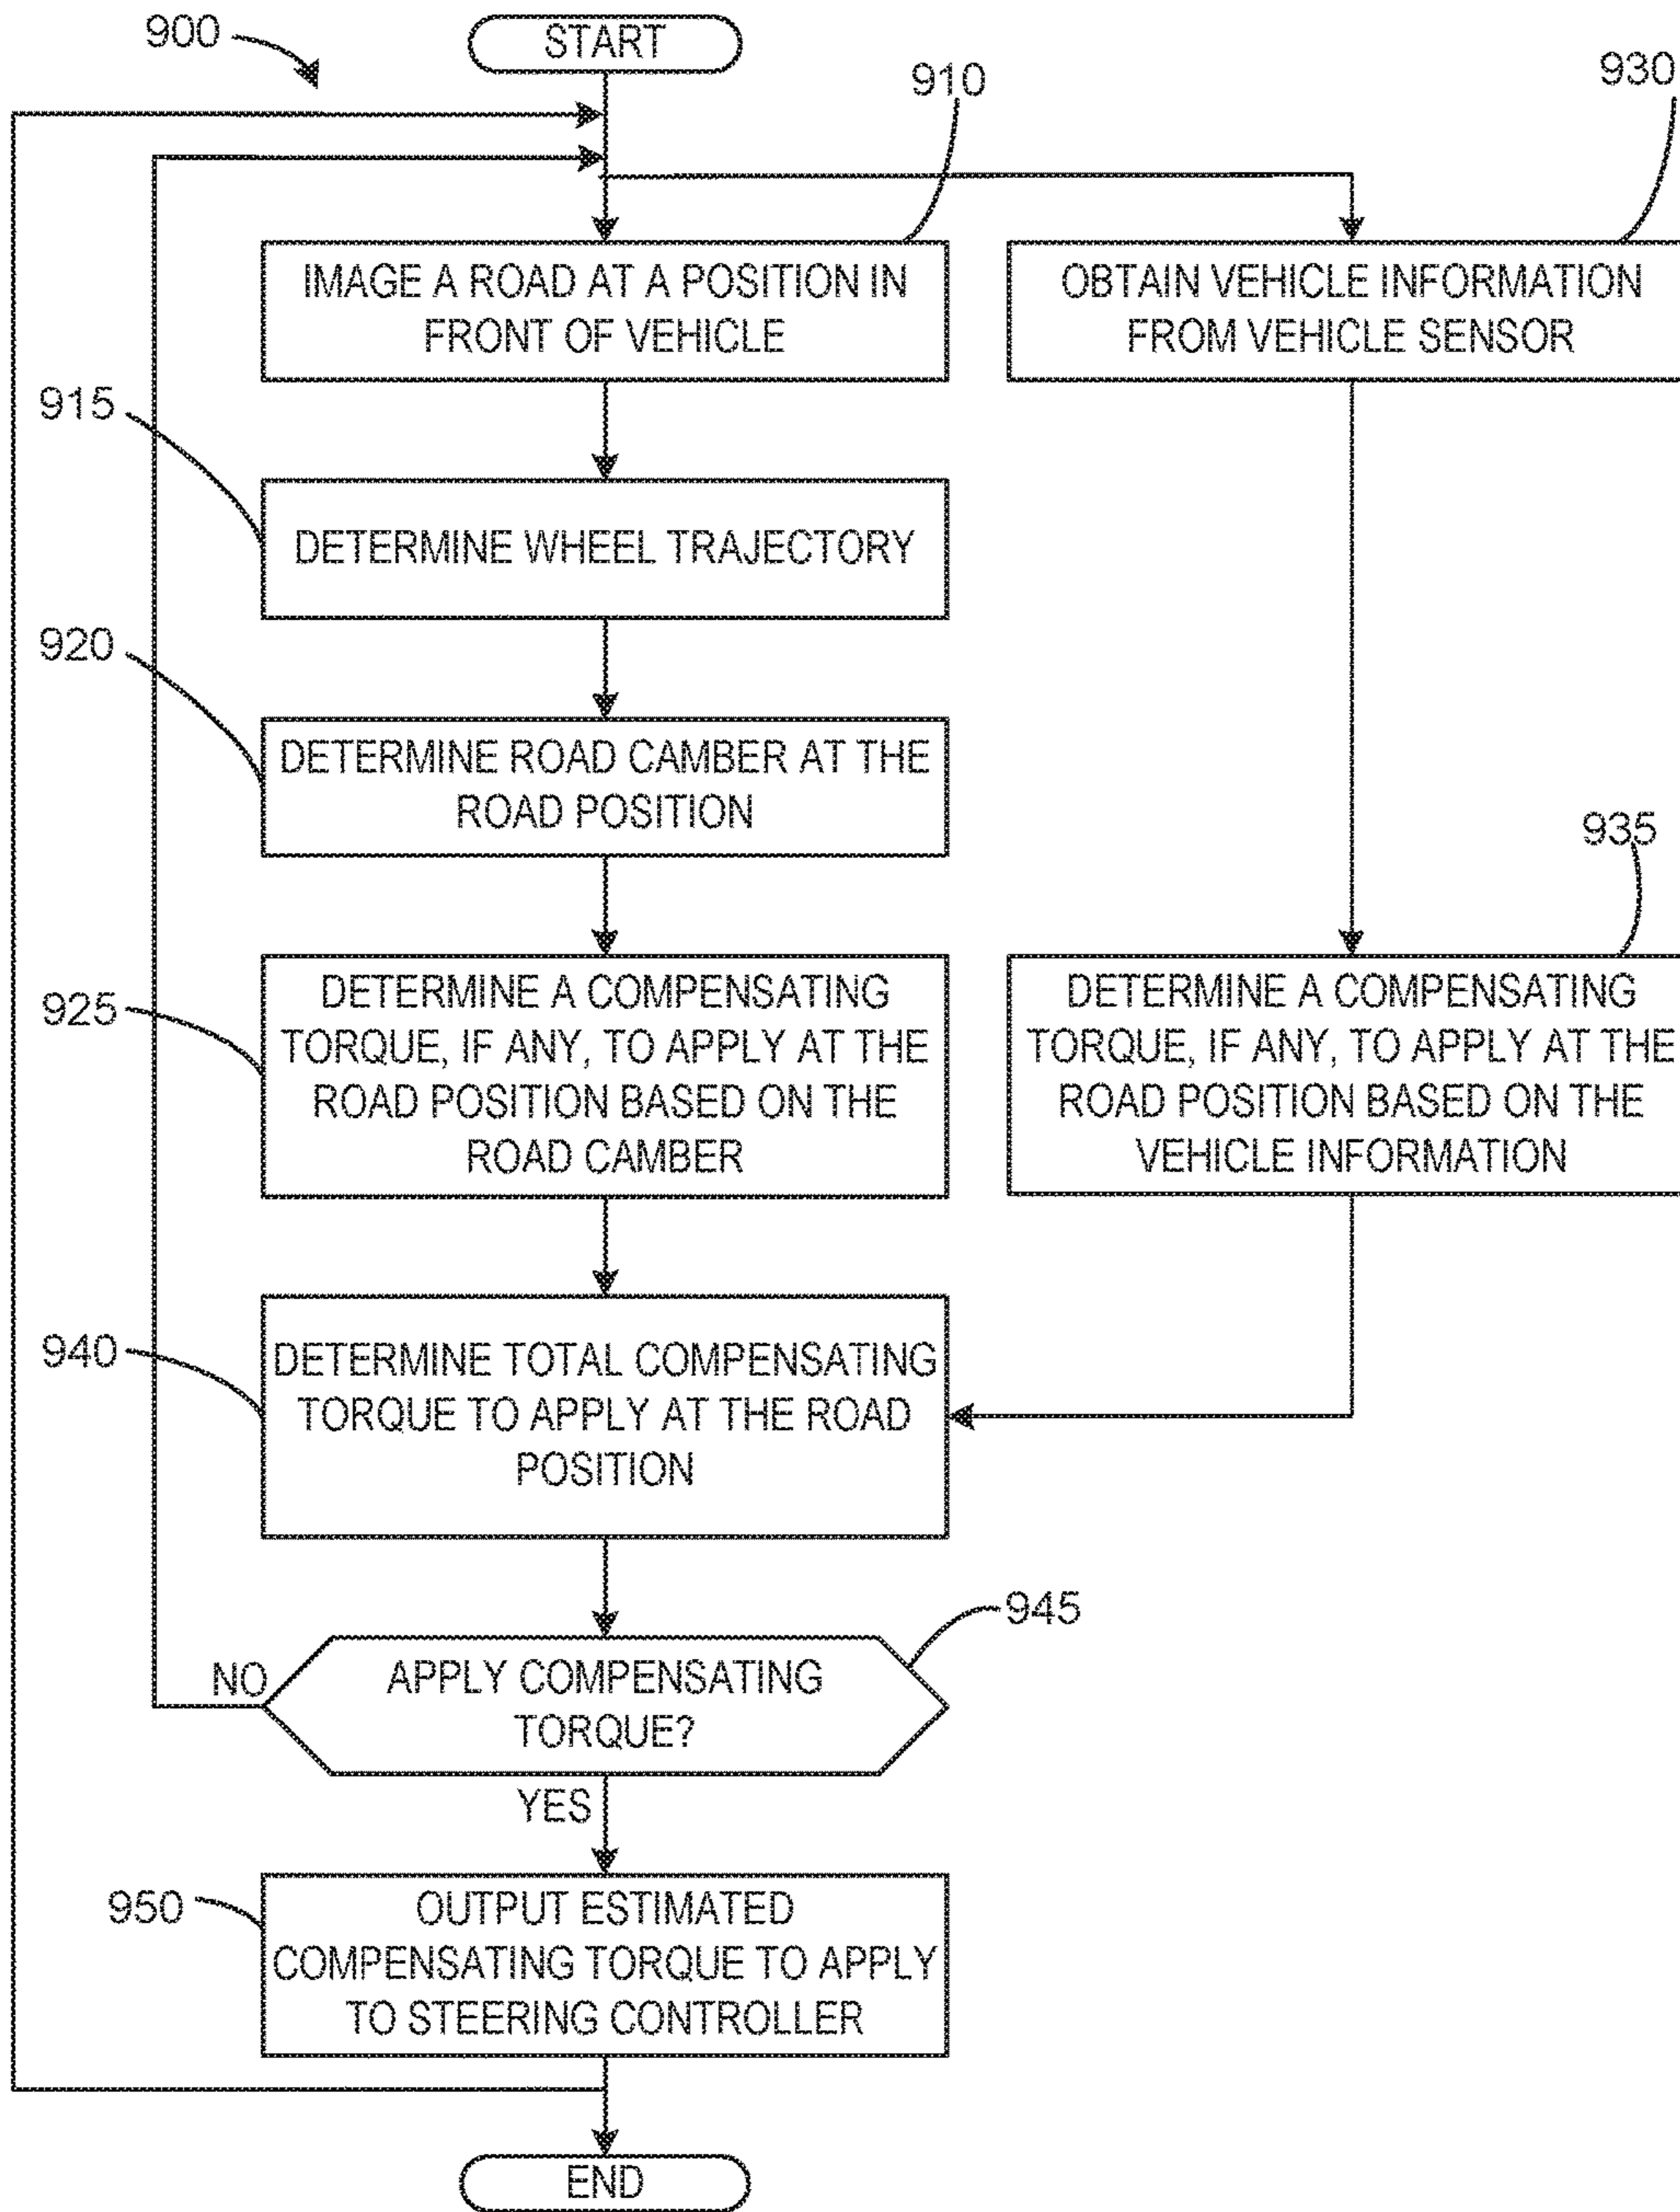 900
START
910
930
IMAGE A ROAD AT A POSITION IN
FRONT OF VEHICLE
OBTAIN VEHICLE INFORMATION
FROM VEHICLE SENSOR
915
DETERMINE WHEEL TRAJECTORY
920
DETERMINE ROAD CAMBER AT THE
ROAD POSITION
935
925
DETERMINE A COMPENSATING
TORQUE, IF ANY, TO APPLY AT THE
ROAD POSITION BASED ON THE
ROAD CAMBER
DETERMINE A COMPENSATING
TORQUE, IF ANY, TO APPLY AT THE
ROAD POSITION BASED ON THE
VEHICLE INFORMATION
940
DETERMINE TOTAL COMPENSATING
TORQUE TO APPLY AT THE ROAD
POSITION
945
NO
APPLY COMPENSATING
TORQUE?
YES
950
OUTPUT ESTIMATED
COMPENSATING TORQUE TO APPLY
TO STEERING CONTROLLER
END